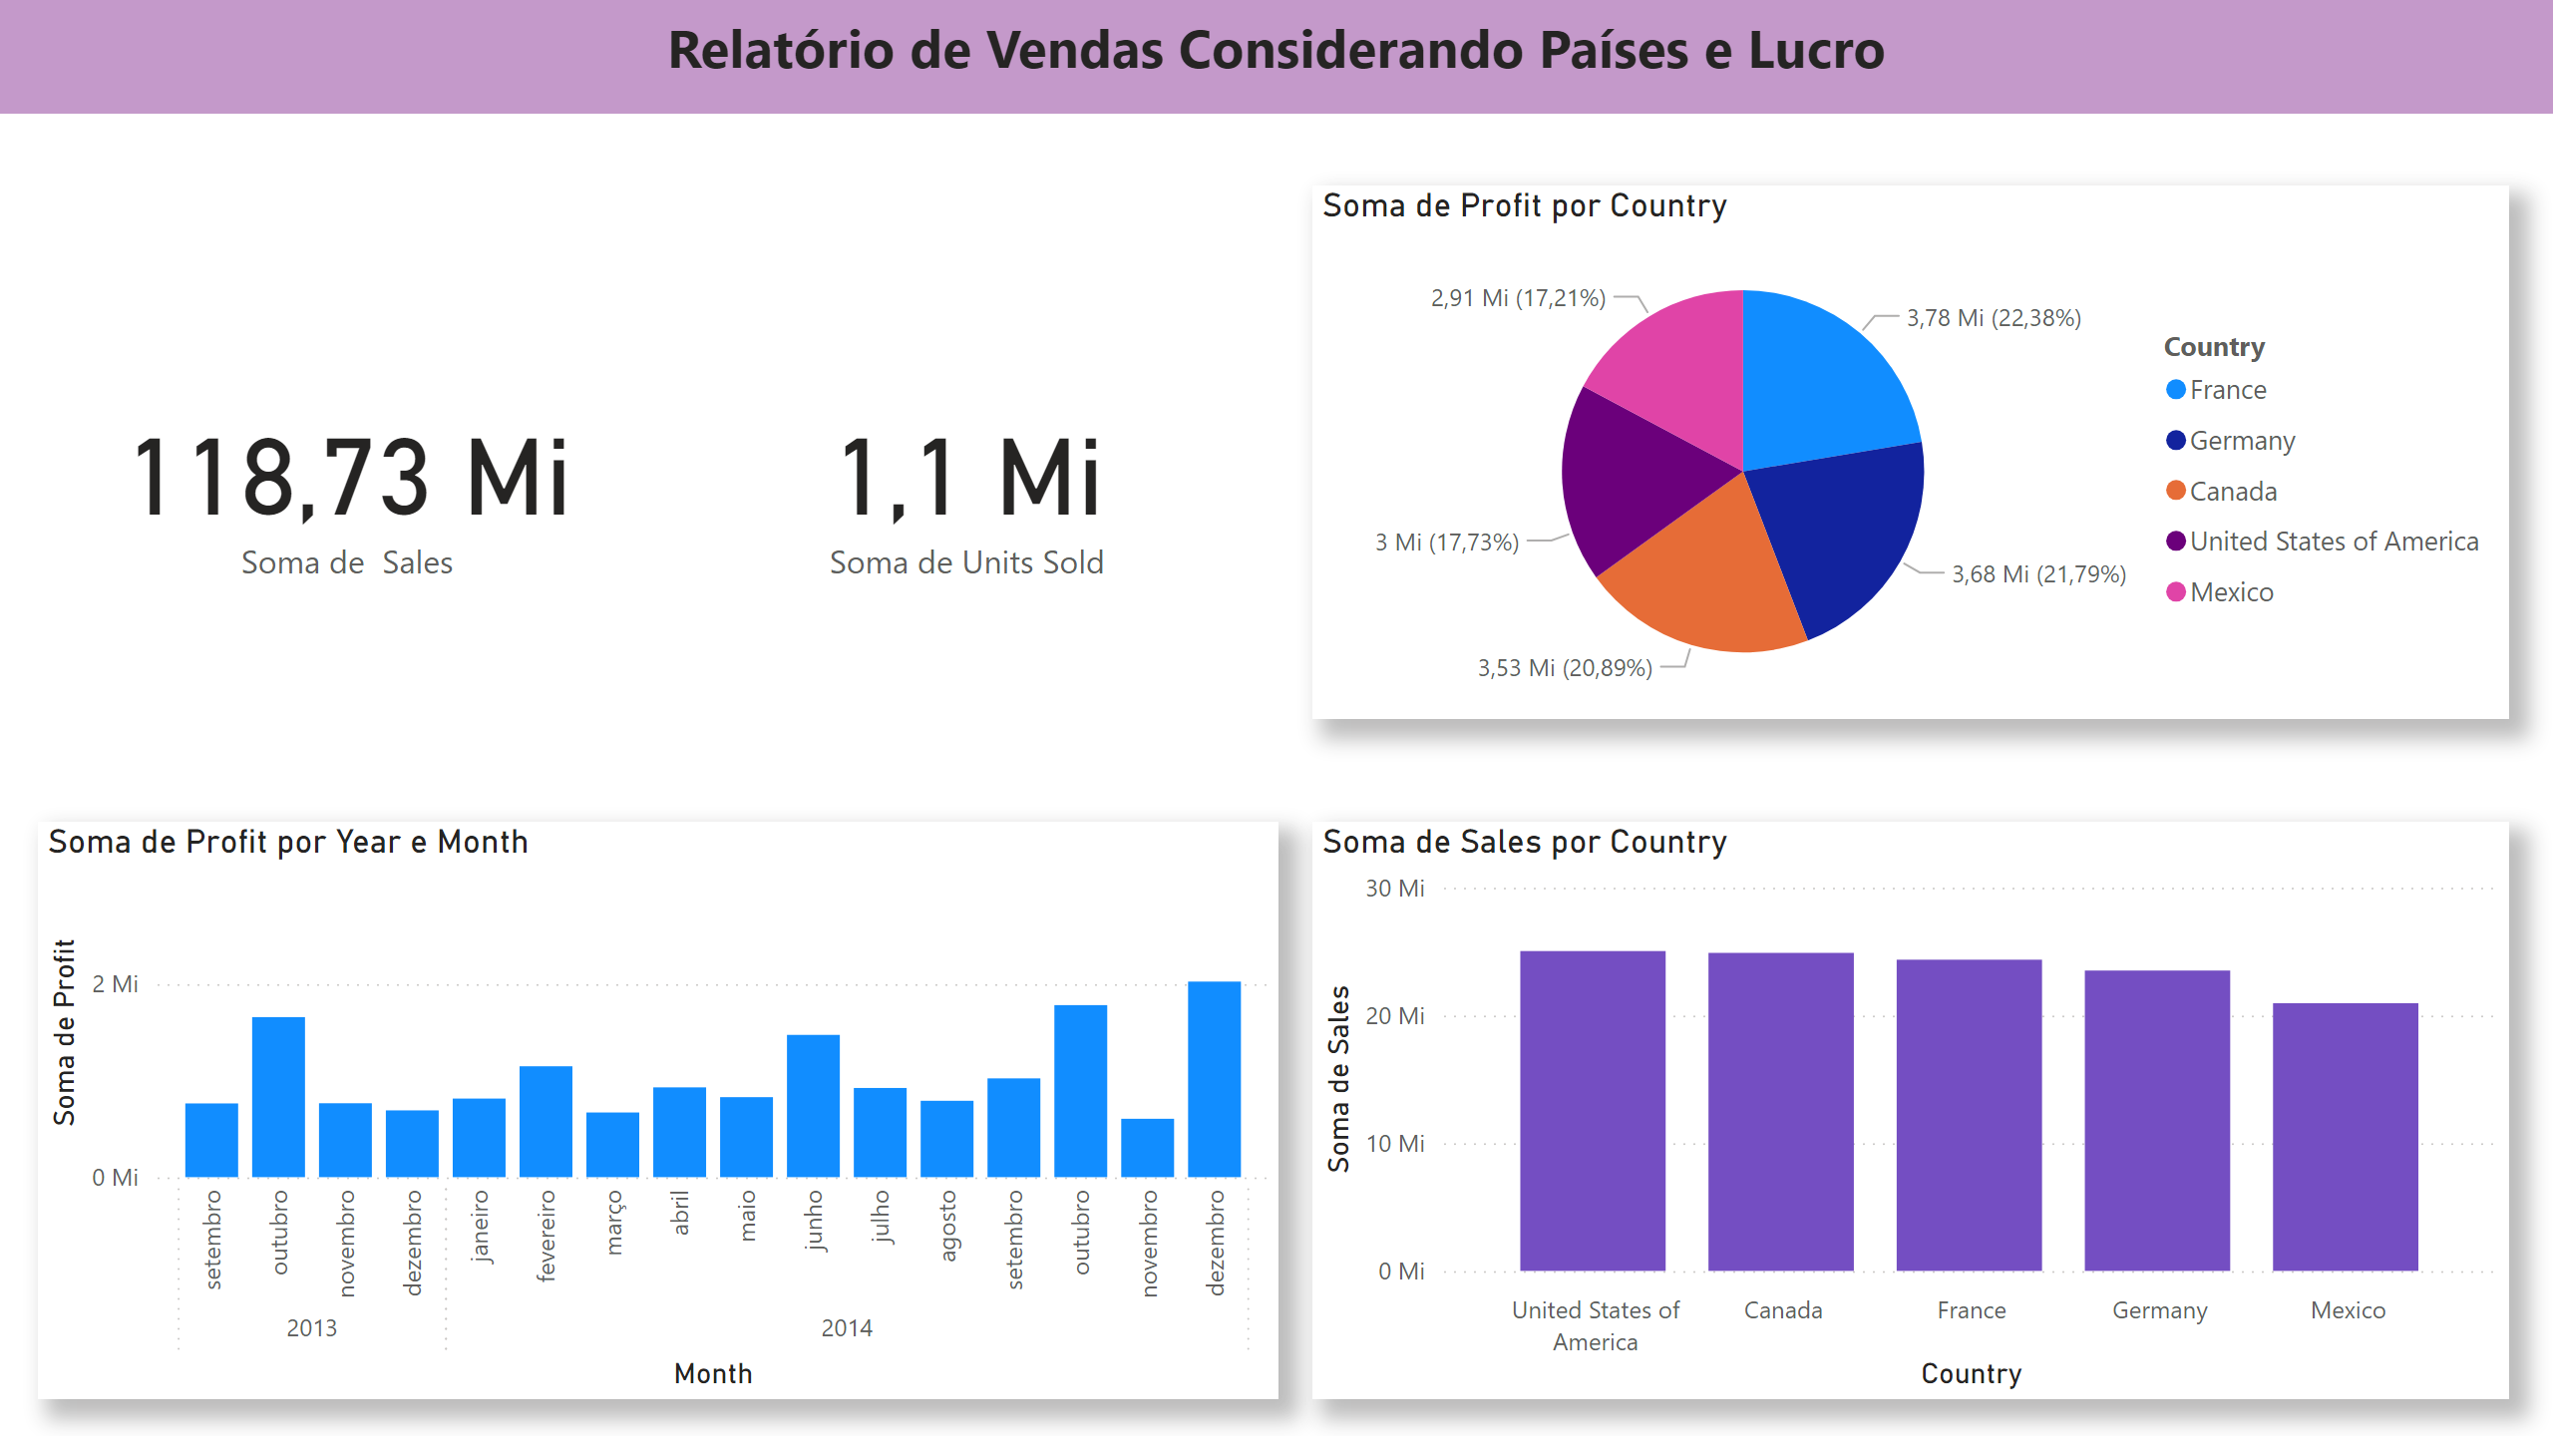 Relatório de Vendas Considerando Países e Lucro
118,73 Mi
Soma de  Sales
1,1 Mi
Soma de Units Sold
Soma de Profit por Country
2,91 Mi (17,21%)
3,78 Mi (22,38%)
3 Mi (17,73%)
3,68 Mi (21,79%)
3,53 Mi (20,89%)
Country
France
Germany
Canada
United States of America
Mexico
Soma de Profit por Year e Month
Soma de Profit
2 Mi
0 Mi
setembro
outubro
novembro
dezembro
janeiro
fevereiro
março
abril
maio
junho
julho
agosto
setembro
outubro
novembro
dezembro
2013
2014
Month
Soma de Sales por Country
Soma de Sales
30 Mi
20 Mi
10 Mi
0 Mi
United States of
America
Canada
France
Germany
Mexico
Country